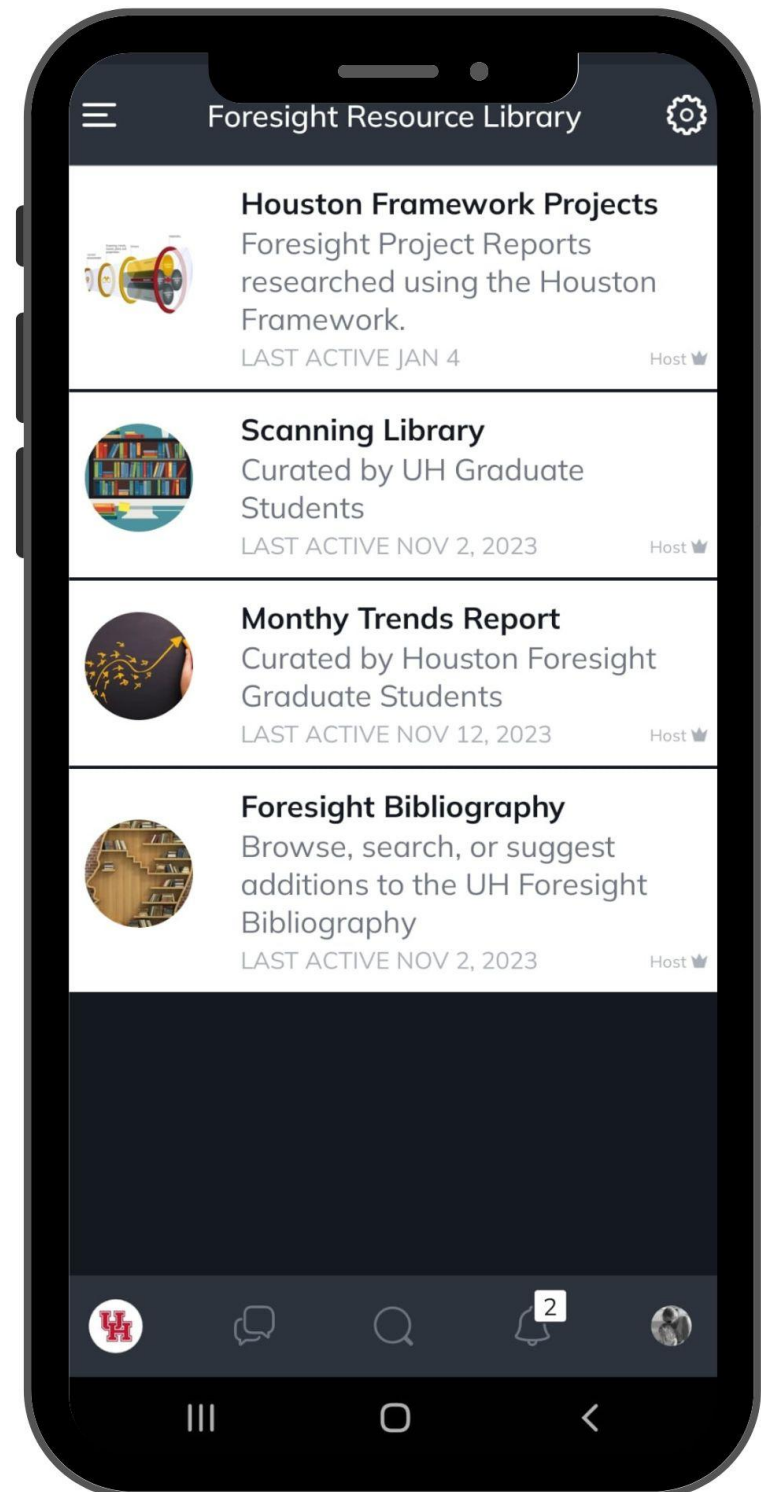 Foresight Resource Library
Houston Framework Projects
Foresight Project Reports
researched using the Houston
Framework.
LAST ACTIVE JAN 4
Host
Scanning Library
Curated by UH Graduate
Students
LAST ACTIVE NOV 2, 2023
Host
Monthy Trends Report
Curated by Houston Foresight
Graduate Students
LAST ACTIVE NOV 12, 2023
Host
Foresight Bibliography
Browse, search, or suggest
additions to the UH Foresight
Bibliography
LAST ACTIVE NOV 2, 2023
Host
UH
2